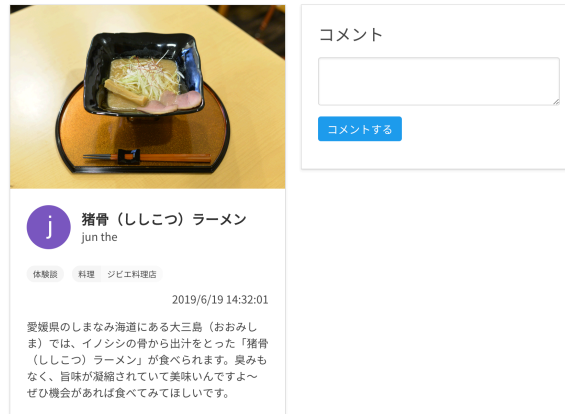 j
猪骨（ししこつ）ラーメン
jun the
体験談 料理 ジビエ料理店
2019/6/19 14:32:01
愛媛県のしまなみ海道にある大三島（おおみし
ま）では、イノシシの骨から出汁をとった「猪骨
（ししこつ）ラーメン」が食べられます。臭みも
なく、旨味が凝縮されていて美味いんですよ〜
ぜひ機会があれば食べてみてほしいです。
コメント
コメントする